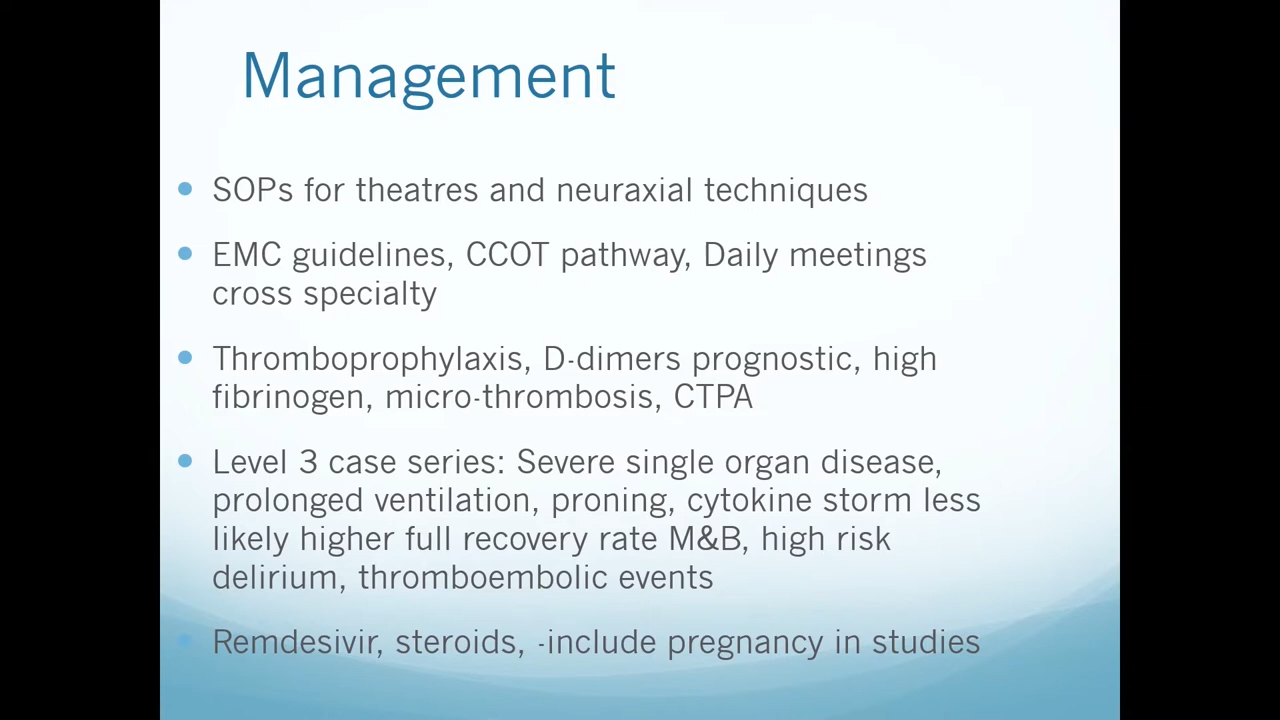 Management
SOPs for theatres and neuraxial techniques
EMC guidelines, CCOT pathway, Daily meetings
cross specialty
Thromboprophylaxis, D-dimers prognostic, high
fibrinogen, micro-thrombosis, CTPA
Level 3 case series: Severe single organ disease,
prolonged ventilation, proning, cytokine storm less
likely higher full recovery rate M&B, high risk
delirium, thromboembolic events
Remdesivir, steroids, -include pregnancy in studies